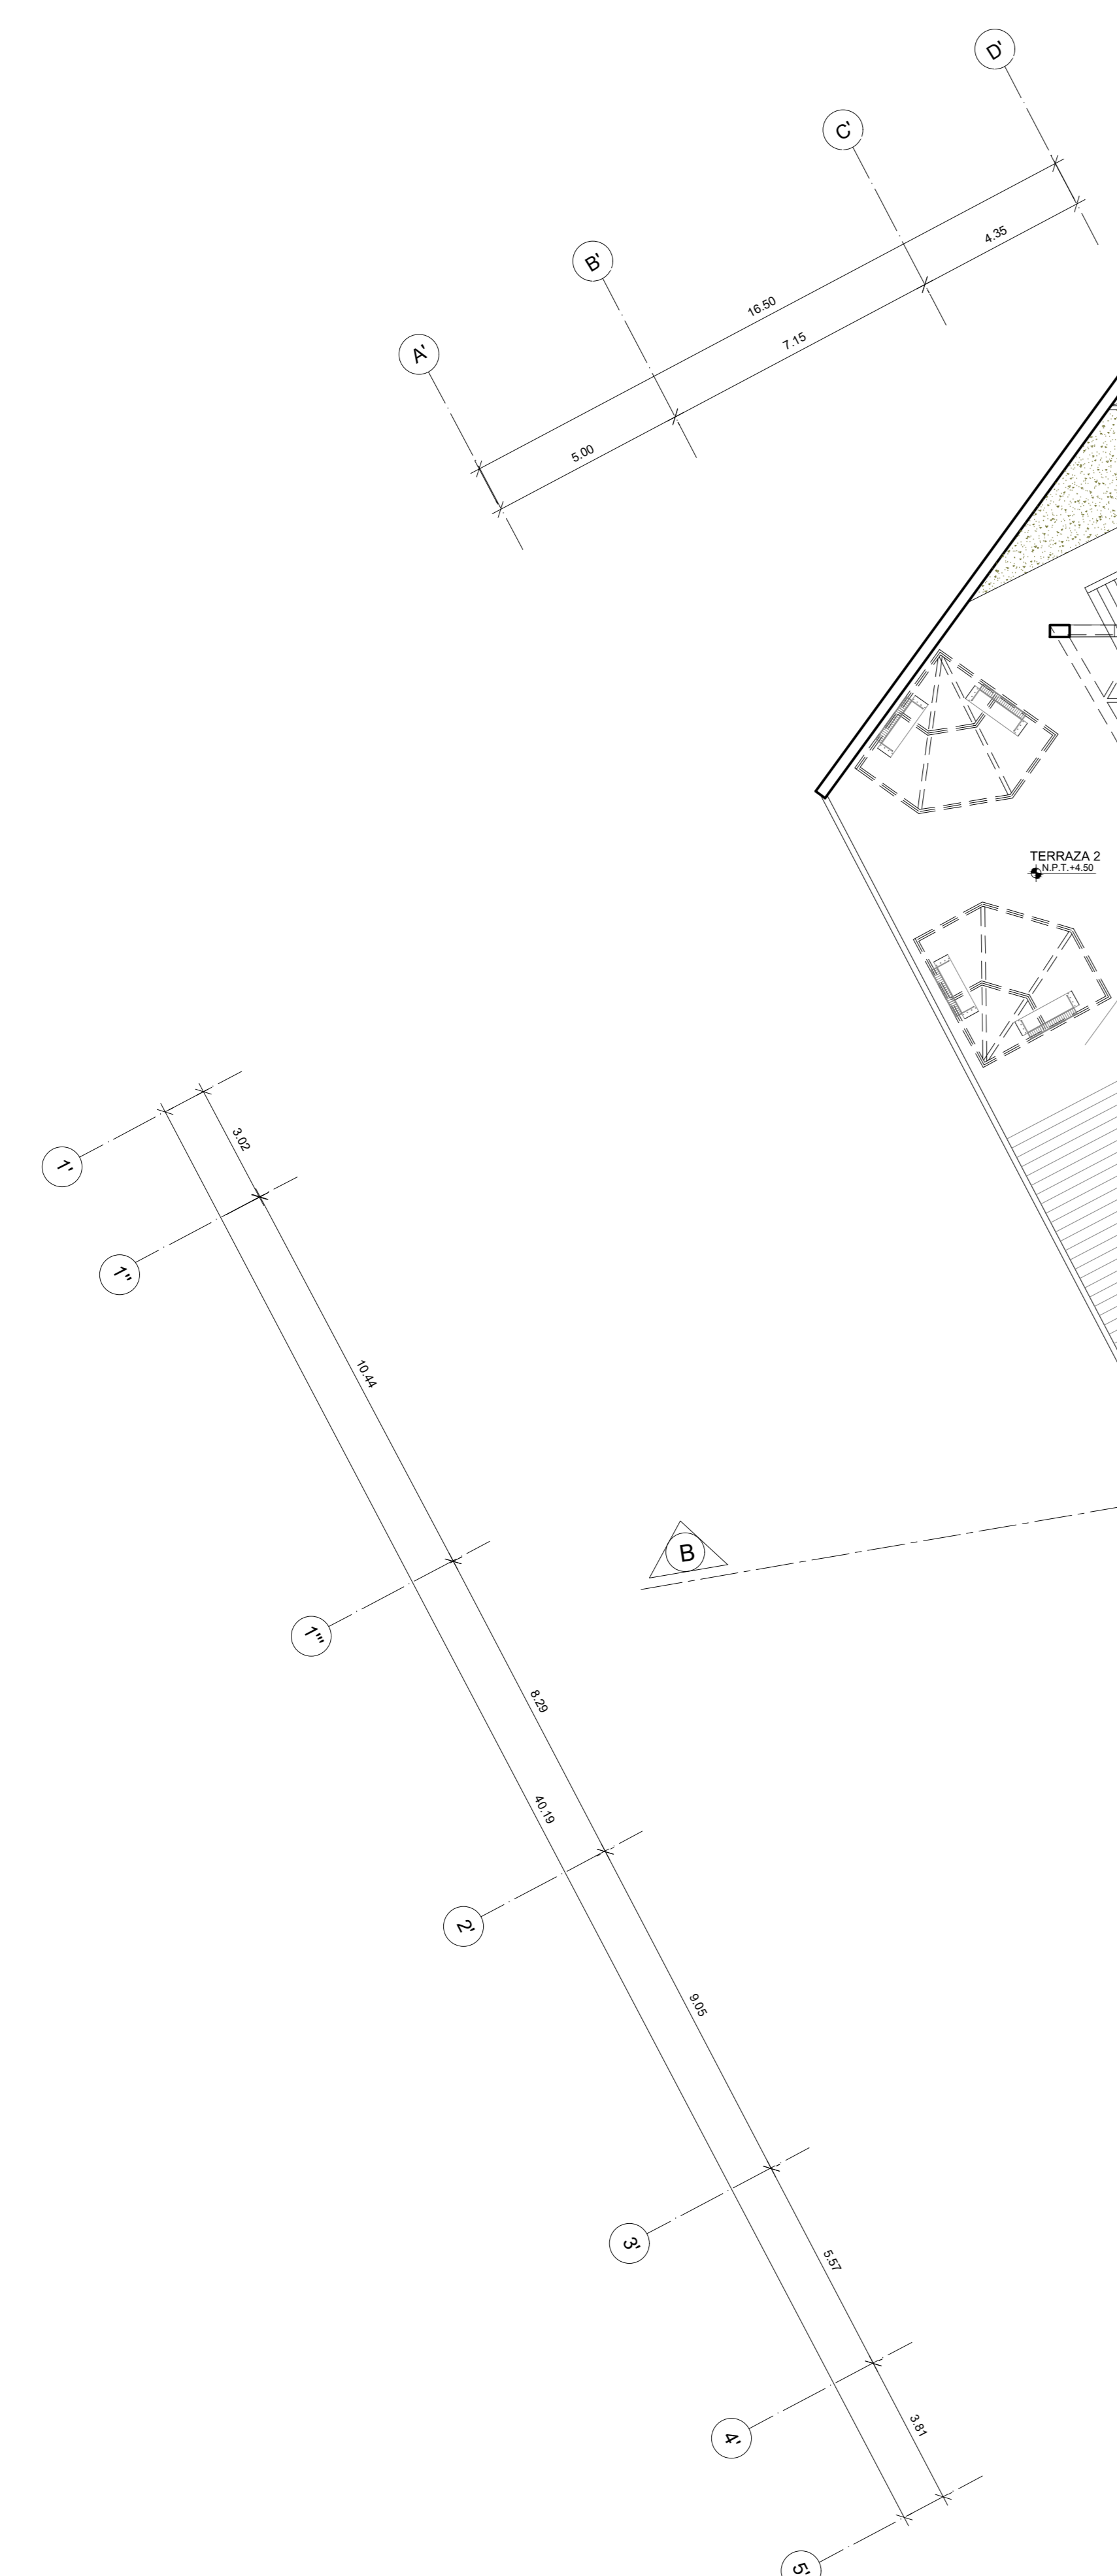 D'
C'
B'
A'
4.35
16.50
7.15
5.00
TERRAZA 2
N.P.T.+4.50
1'
3.02
1"
10.44
B
1'''
8.29
40.19
2'
9.05
3'
5.57
4'
3.81
5'